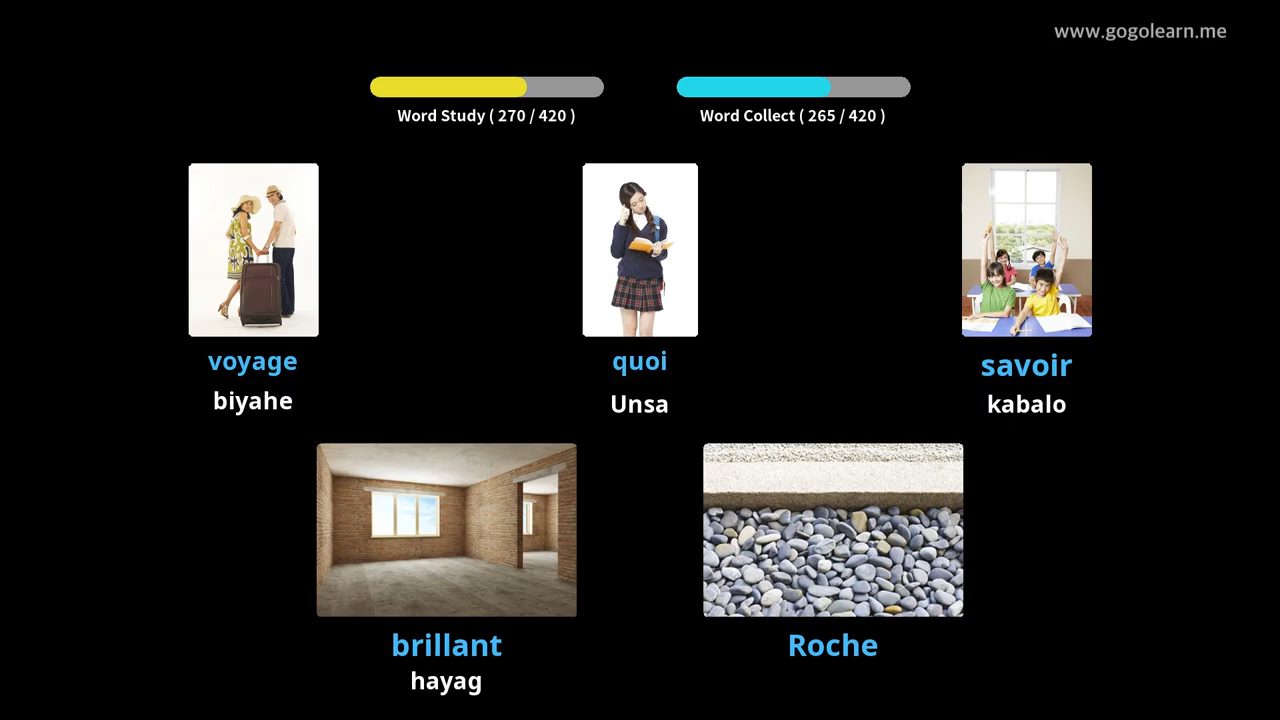 www.gogolearn.me
Word Study ( 270 / 420 )
Word Collect ( 265 / 420 )
voyage
biyahe
quoi
Unsa
savoir
kabalo
brillant
hayag
Roche